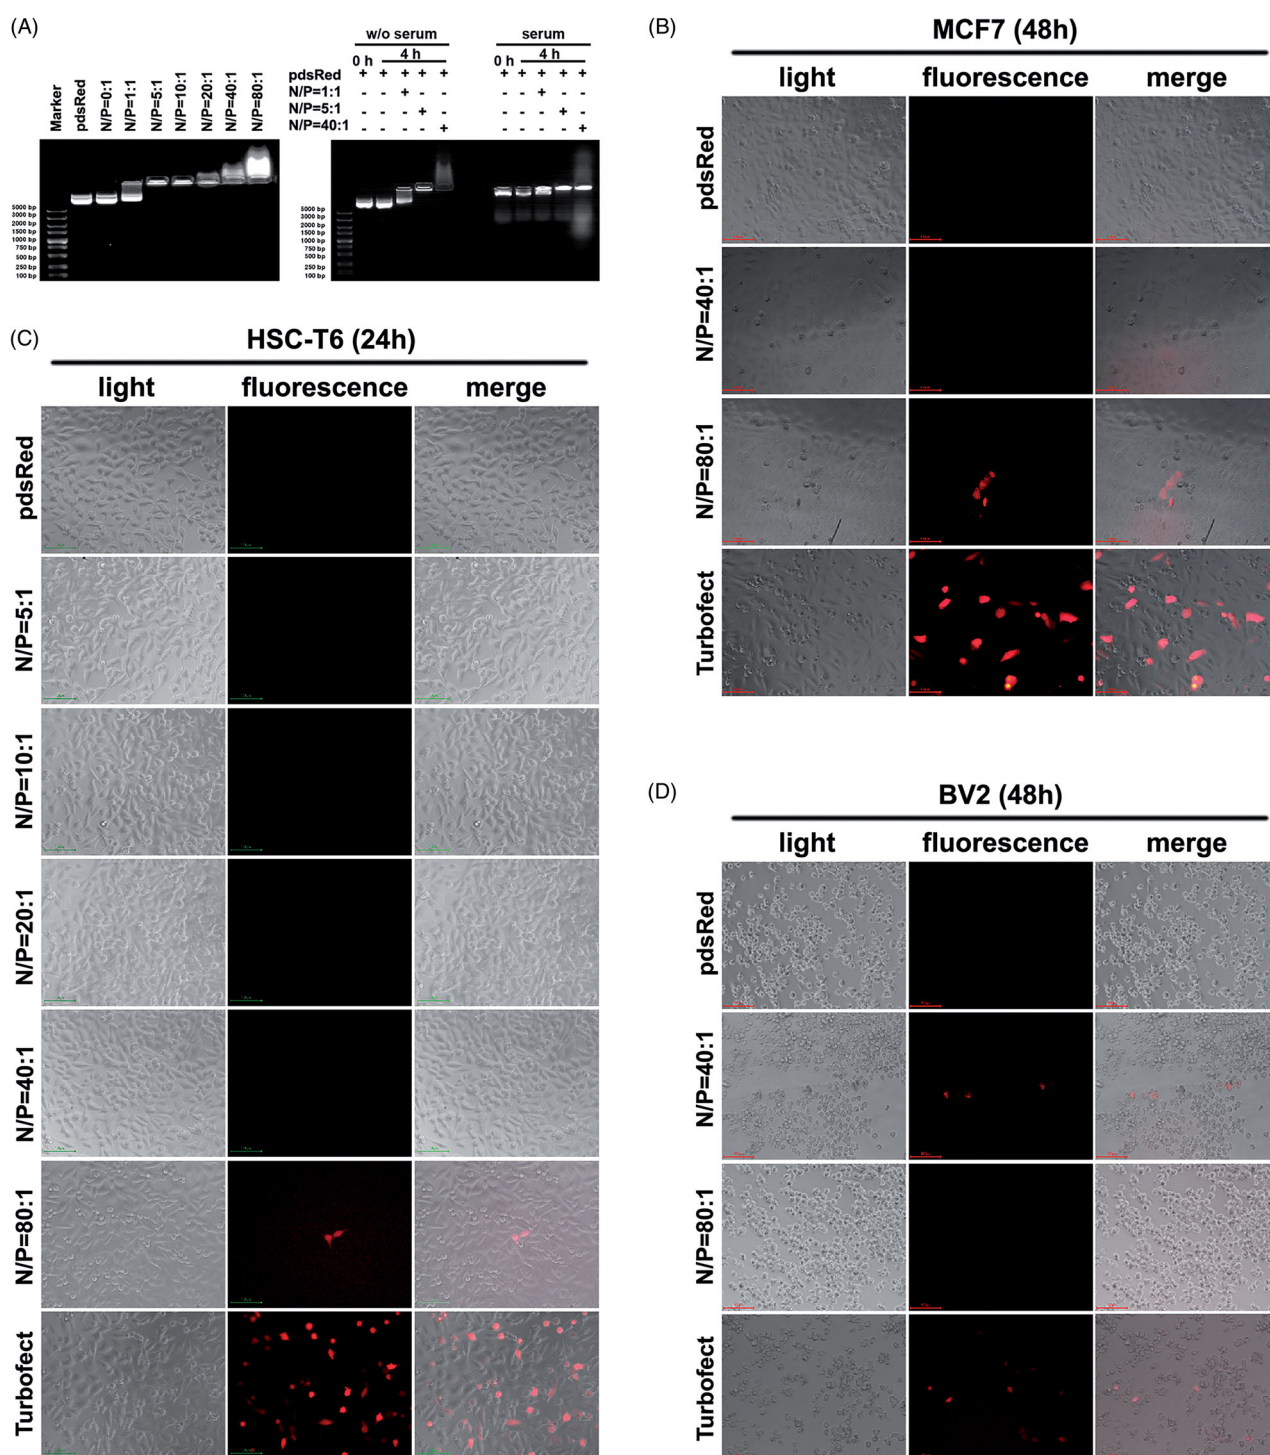 (A)
w/o serum
serum
0 h
4 h
0 h
4 h
Marker
pdsRed
N/P=0:1
N/P=1:1
N/P=5:1
N/P=10:1
N/P=20:1
N/P=40:1
N/P=80:1
pdsRed + + + + + + + + + +
N/P=1:1 - - + - - - - + - -
N/P=5:1 - - - + - - - - + -
N/P=40:1 - - - - + - - - - +
5000 bp
3000 bp
2000 bp
1500 bp
1000 bp
750 bp
500 bp
250 bp
100 bp
5000 bp
3000 bp
2000 bp
1500 bp
1000 bp
750 bp
500 bp
250 bp
100 bp
(B)
MCF7 (48h)
light fluorescence merge
pdsRed
N/P=40:1
N/P=80:1
Turbofect
(C)
HSC-T6 (24h)
light fluorescence merge
pdsRed
N/P=5:1
N/P=10:1
N/P=20:1
N/P=40:1
N/P=80:1
Turbofect
(D)
BV2 (48h)
light fluorescence merge
pdsRed
N/P=40:1
N/P=80:1
Turbofect